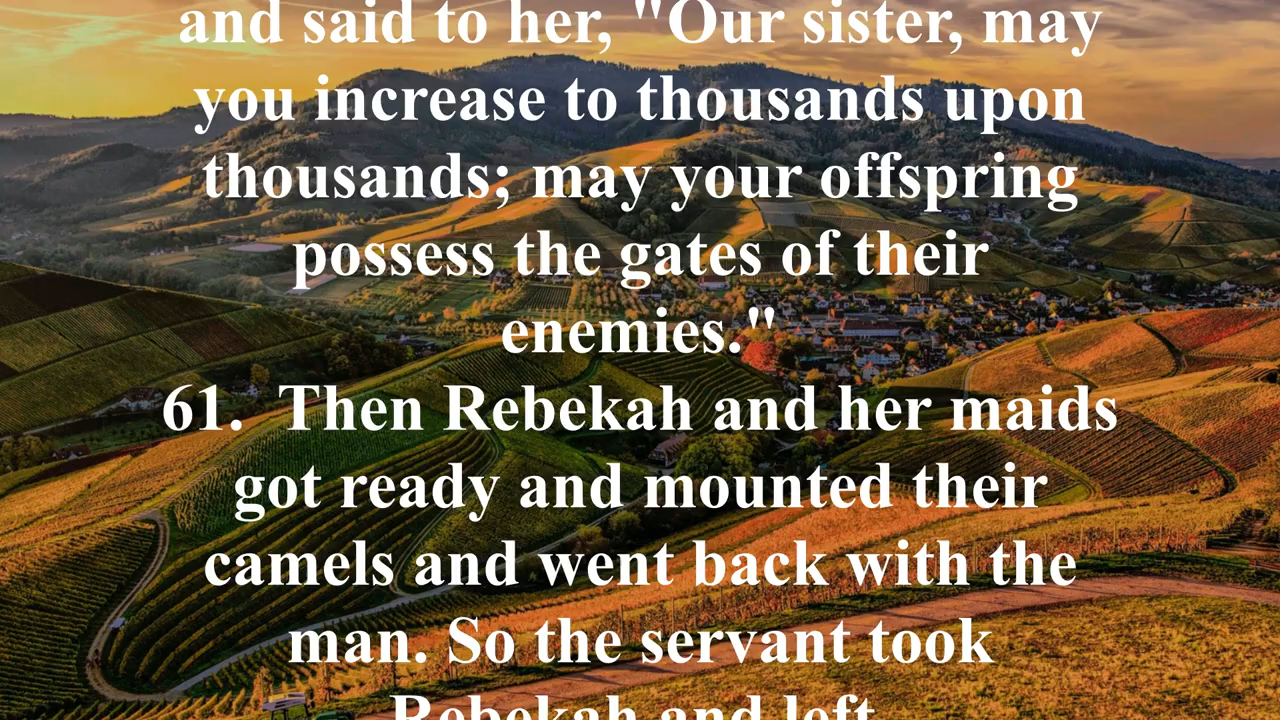 and said to her, "Our sister, may
you increase to thousands upon
thousands; may your offspring
possess the gates of their
enemies."
61.  Then Rebekah and her maids
got ready and mounted their
camels and went back with the
man. So the servant took
Rebekah and left.